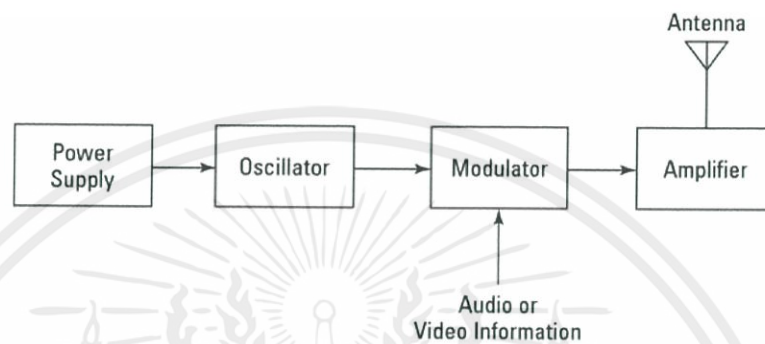 Antenna
Power
Supply
Oscillator
Modulator
Amplifier
Audio or
Video Information